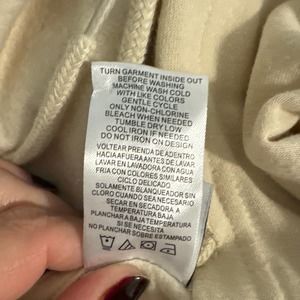 TURN GARMENT INSIDE OUT
BEFORE WASHING
MACHINE WASH COLD
WITH LIKE COLORS
GENTLE CYCLE
ONLY NON-CHLORINE
BLEACH WHEN NEEDED
TUMBLE DRY LOW
COOL IRON IF NEEDED
DO NOT IRON ON DESIGN
VOLTEAR PRENDA DE ADENTRO
HACIA AFUERA ANTES DE LAVAR
LAVAR EN LAVADORA CON AGUA
FRIA CON COLORES SIMILARES
CICLO DELICADO
SOLAMENTE BLANQUEADOR SIN
CLORO CUANDO SEA NECESARIO
SECAR EN SECADORA A
TEMPERATURA BAJA
PLANCHAR A TEMPERATURA
BAJA SI SE NECESITA
NO PLANCHAR SOBRE ESTAMPADO